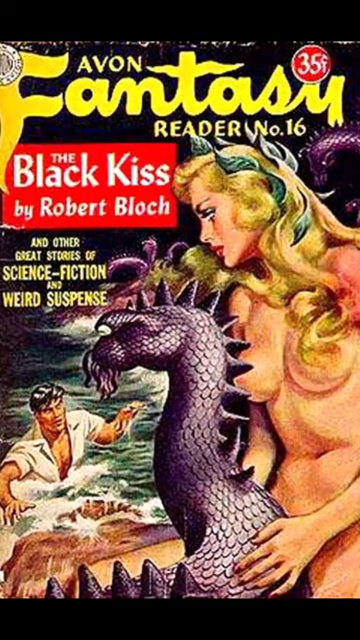 AVON
Fantasy
35¢
READER No.16
THE
Black Kiss
by Robert Bloch
AND OTHER
GREAT STORIES OF
SCIENCE-FICTION
AND
WEIRD SUSPENSE